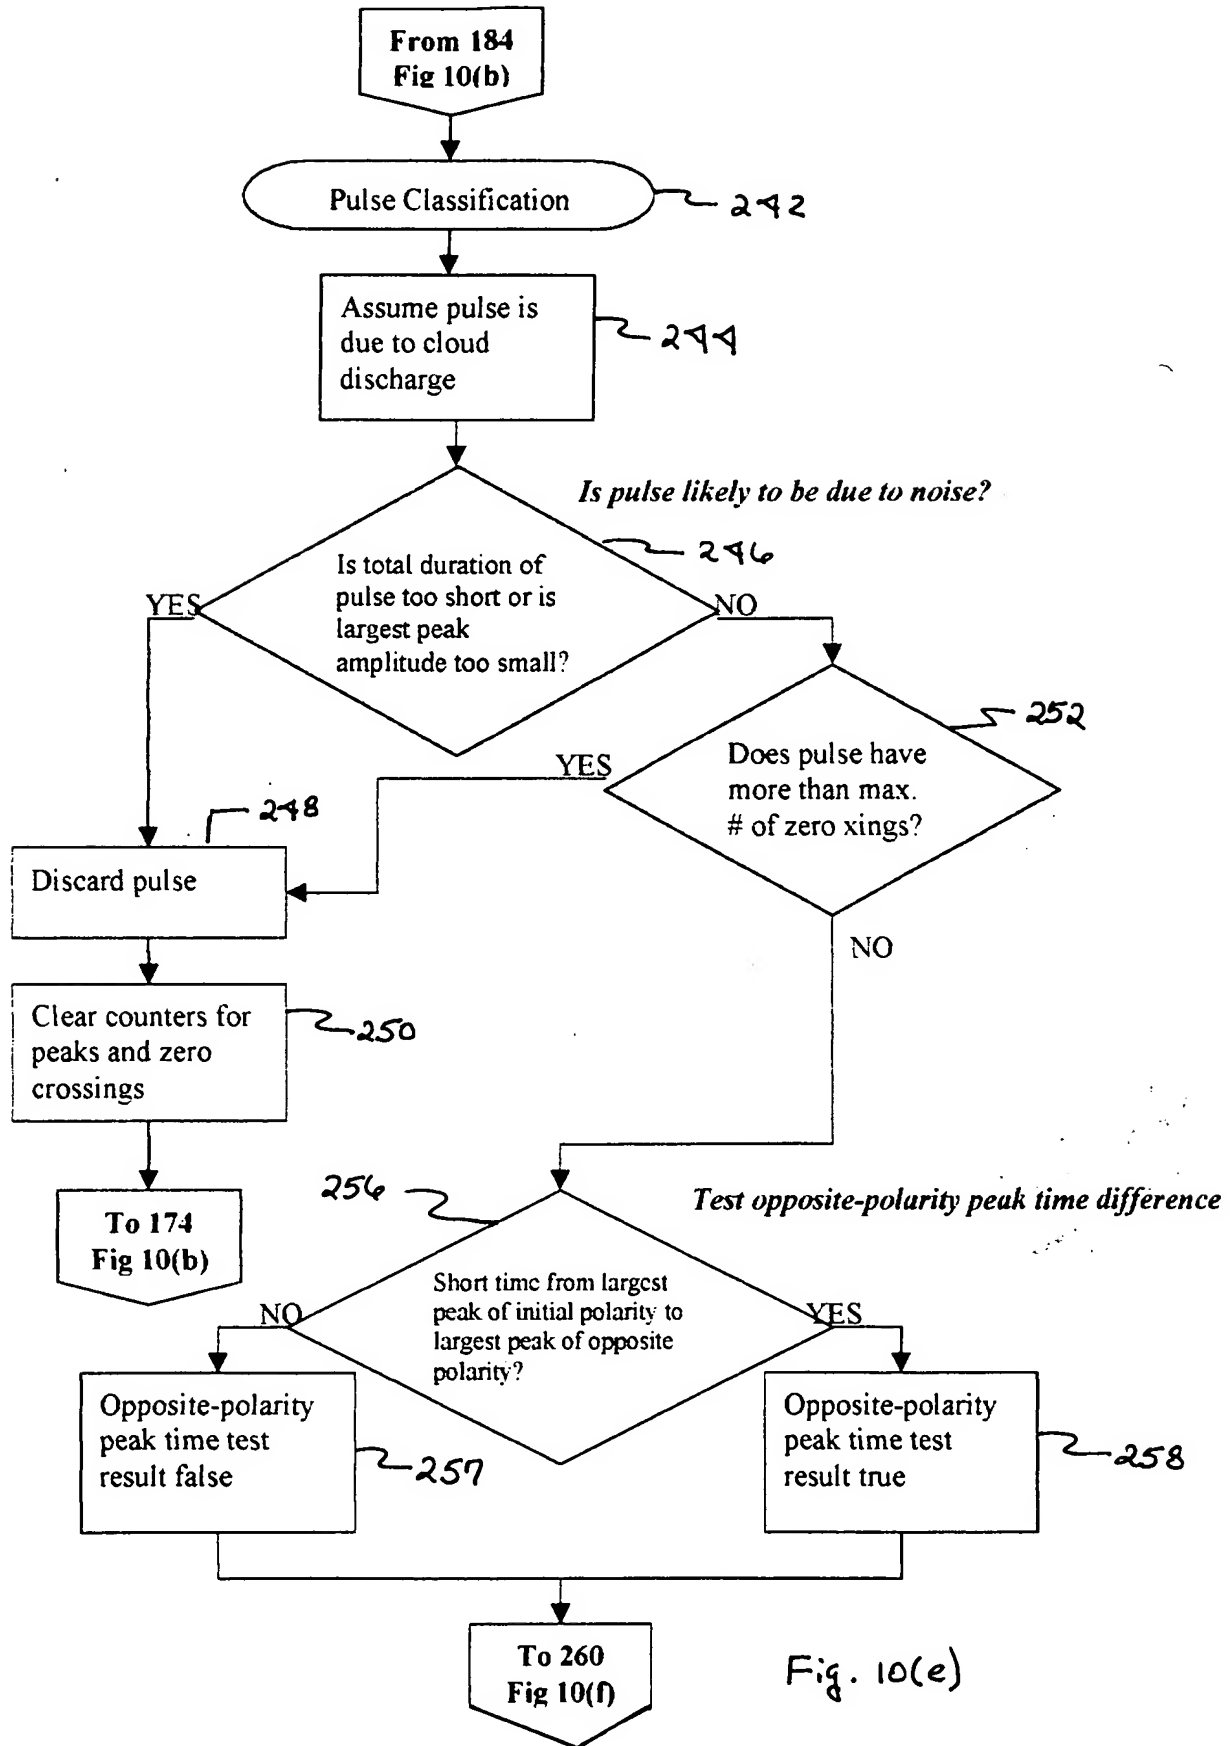 From 184
Fig 10(b)
Pulse Classification
242
Assume pulse is
due to cloud
discharge
244
Is pulse likely to be due to noise?
246
Is total duration of
pulse too short or is
largest peak
amplitude too small?
YES
NO
252
Does pulse have
more than max.
# of zero xings?
YES
NO
248
Discard pulse
Clear counters for
peaks and zero
crossings
250
To 174
Fig 10(b)
256
Test opposite-polarity peak time difference
Short time from largest
peak of initial polarity to
largest peak of opposite
polarity?
NO
YES
Opposite-polarity
peak time test
result false
257
Opposite-polarity
peak time test
result true
258
To 260
Fig 10(f)
Fig. 10(e)